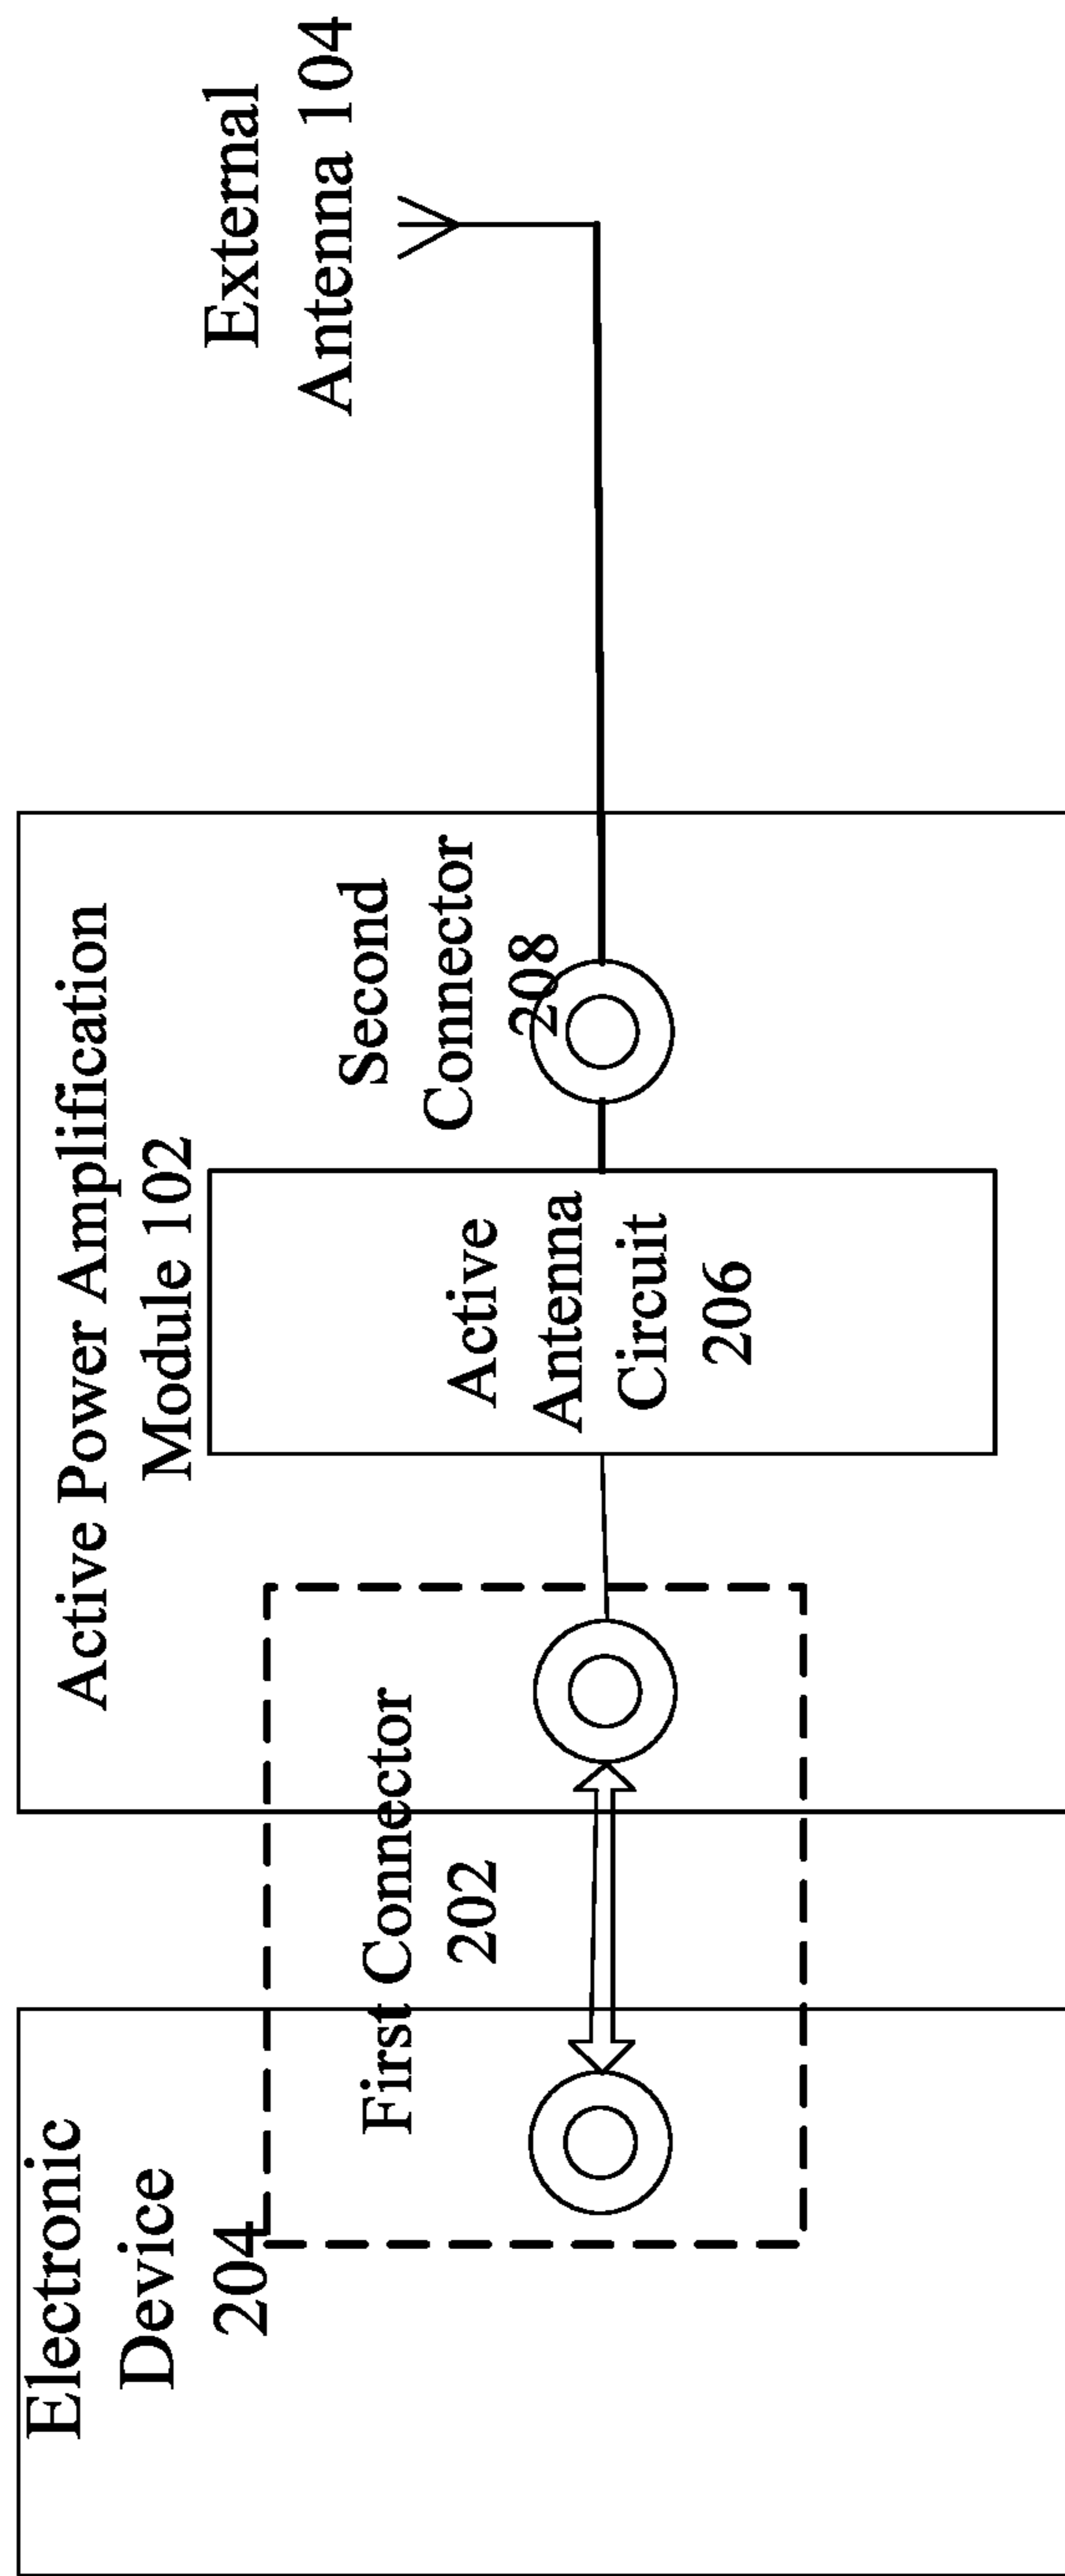 Electronic
Device
204
First Connector
202
Active Power Amplification
Module 102
Active
Antenna
Circuit
206
Second
Connector
208
External
Antenna 104